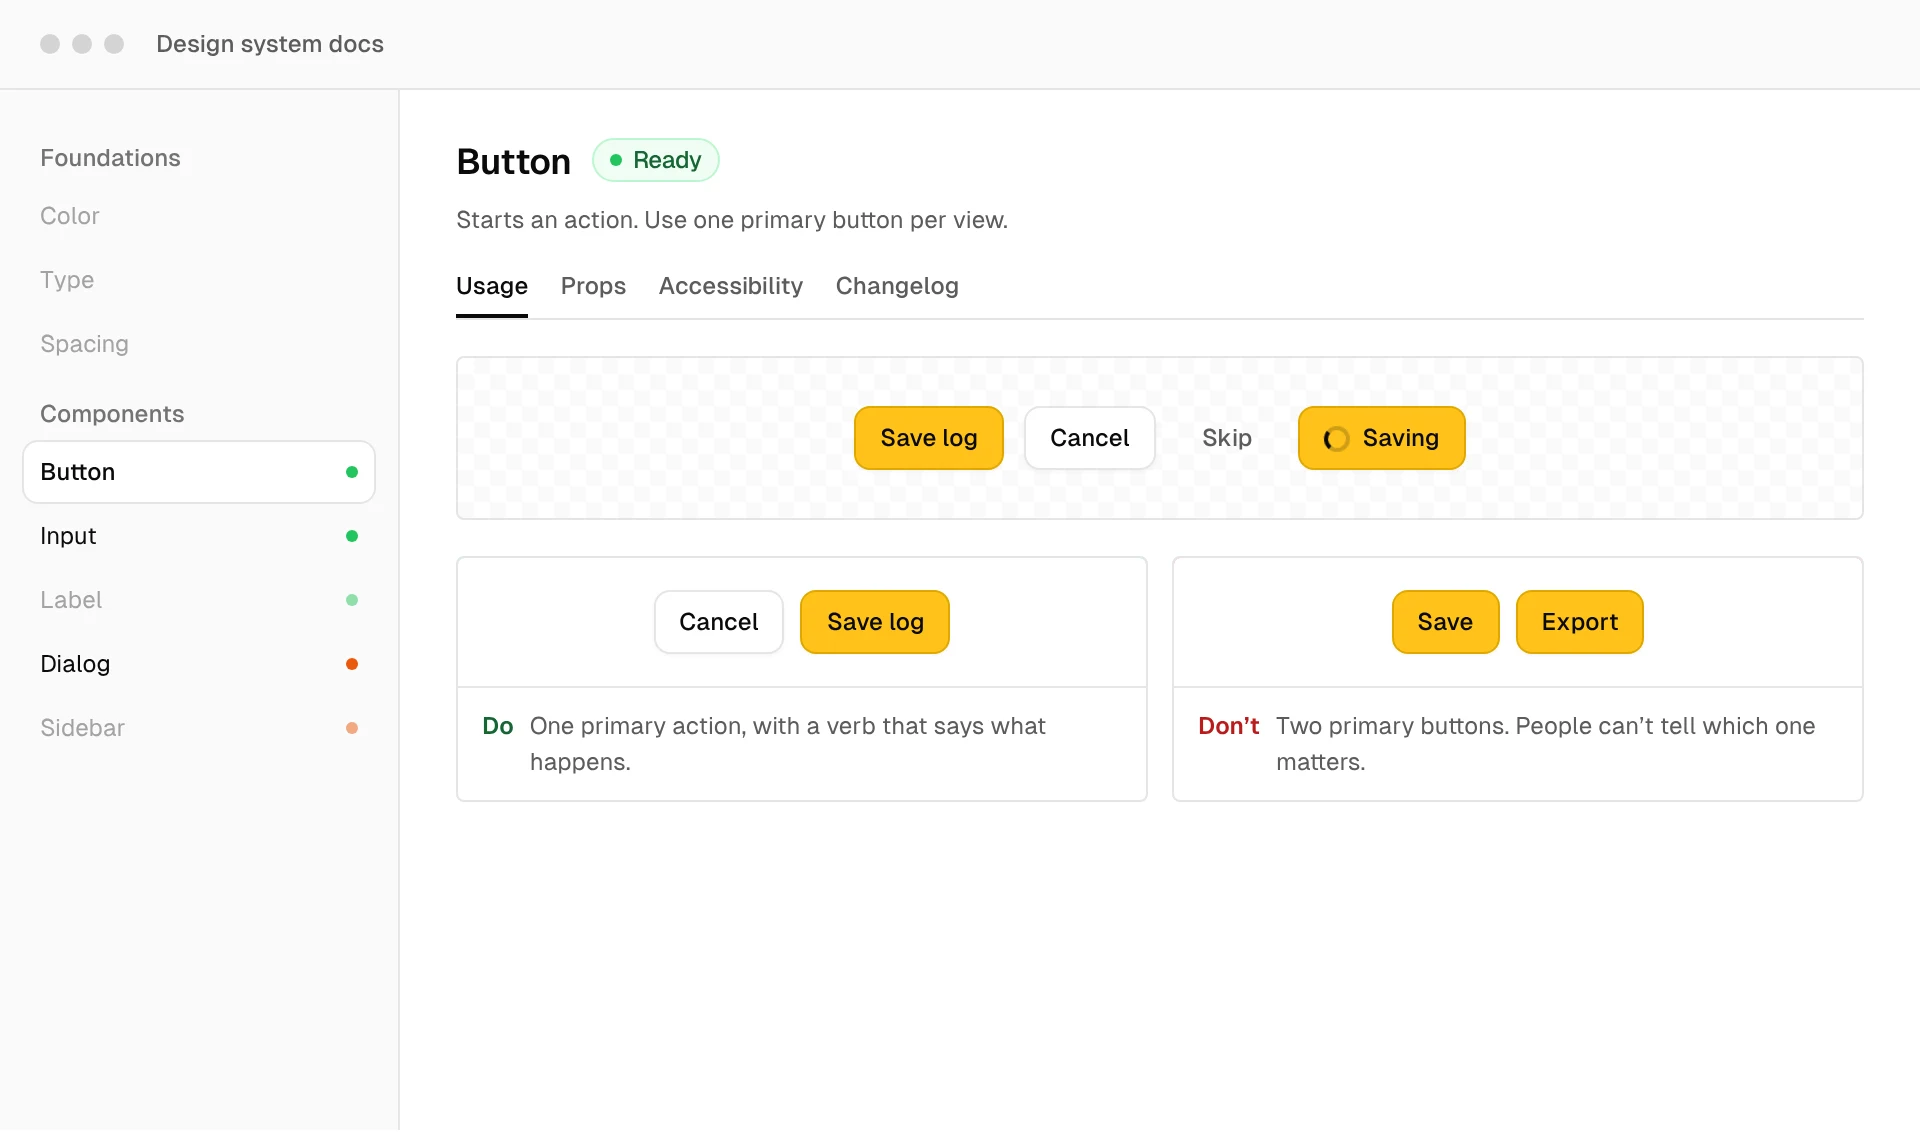 Design system docs
Foundations
Color
Type
Spacing
Components
Button
Input
Label
Dialog
Sidebar
Button
Ready
Starts an action. Use one primary button per view.
Usage
Props
Accessibility
Changelog
Save log
Cancel
Skip
Saving
Cancel
Save log
Do
One primary action, with a verb that says what
happens.
Save
Export
Don’t
Two primary buttons. People can’t tell which one
matters.